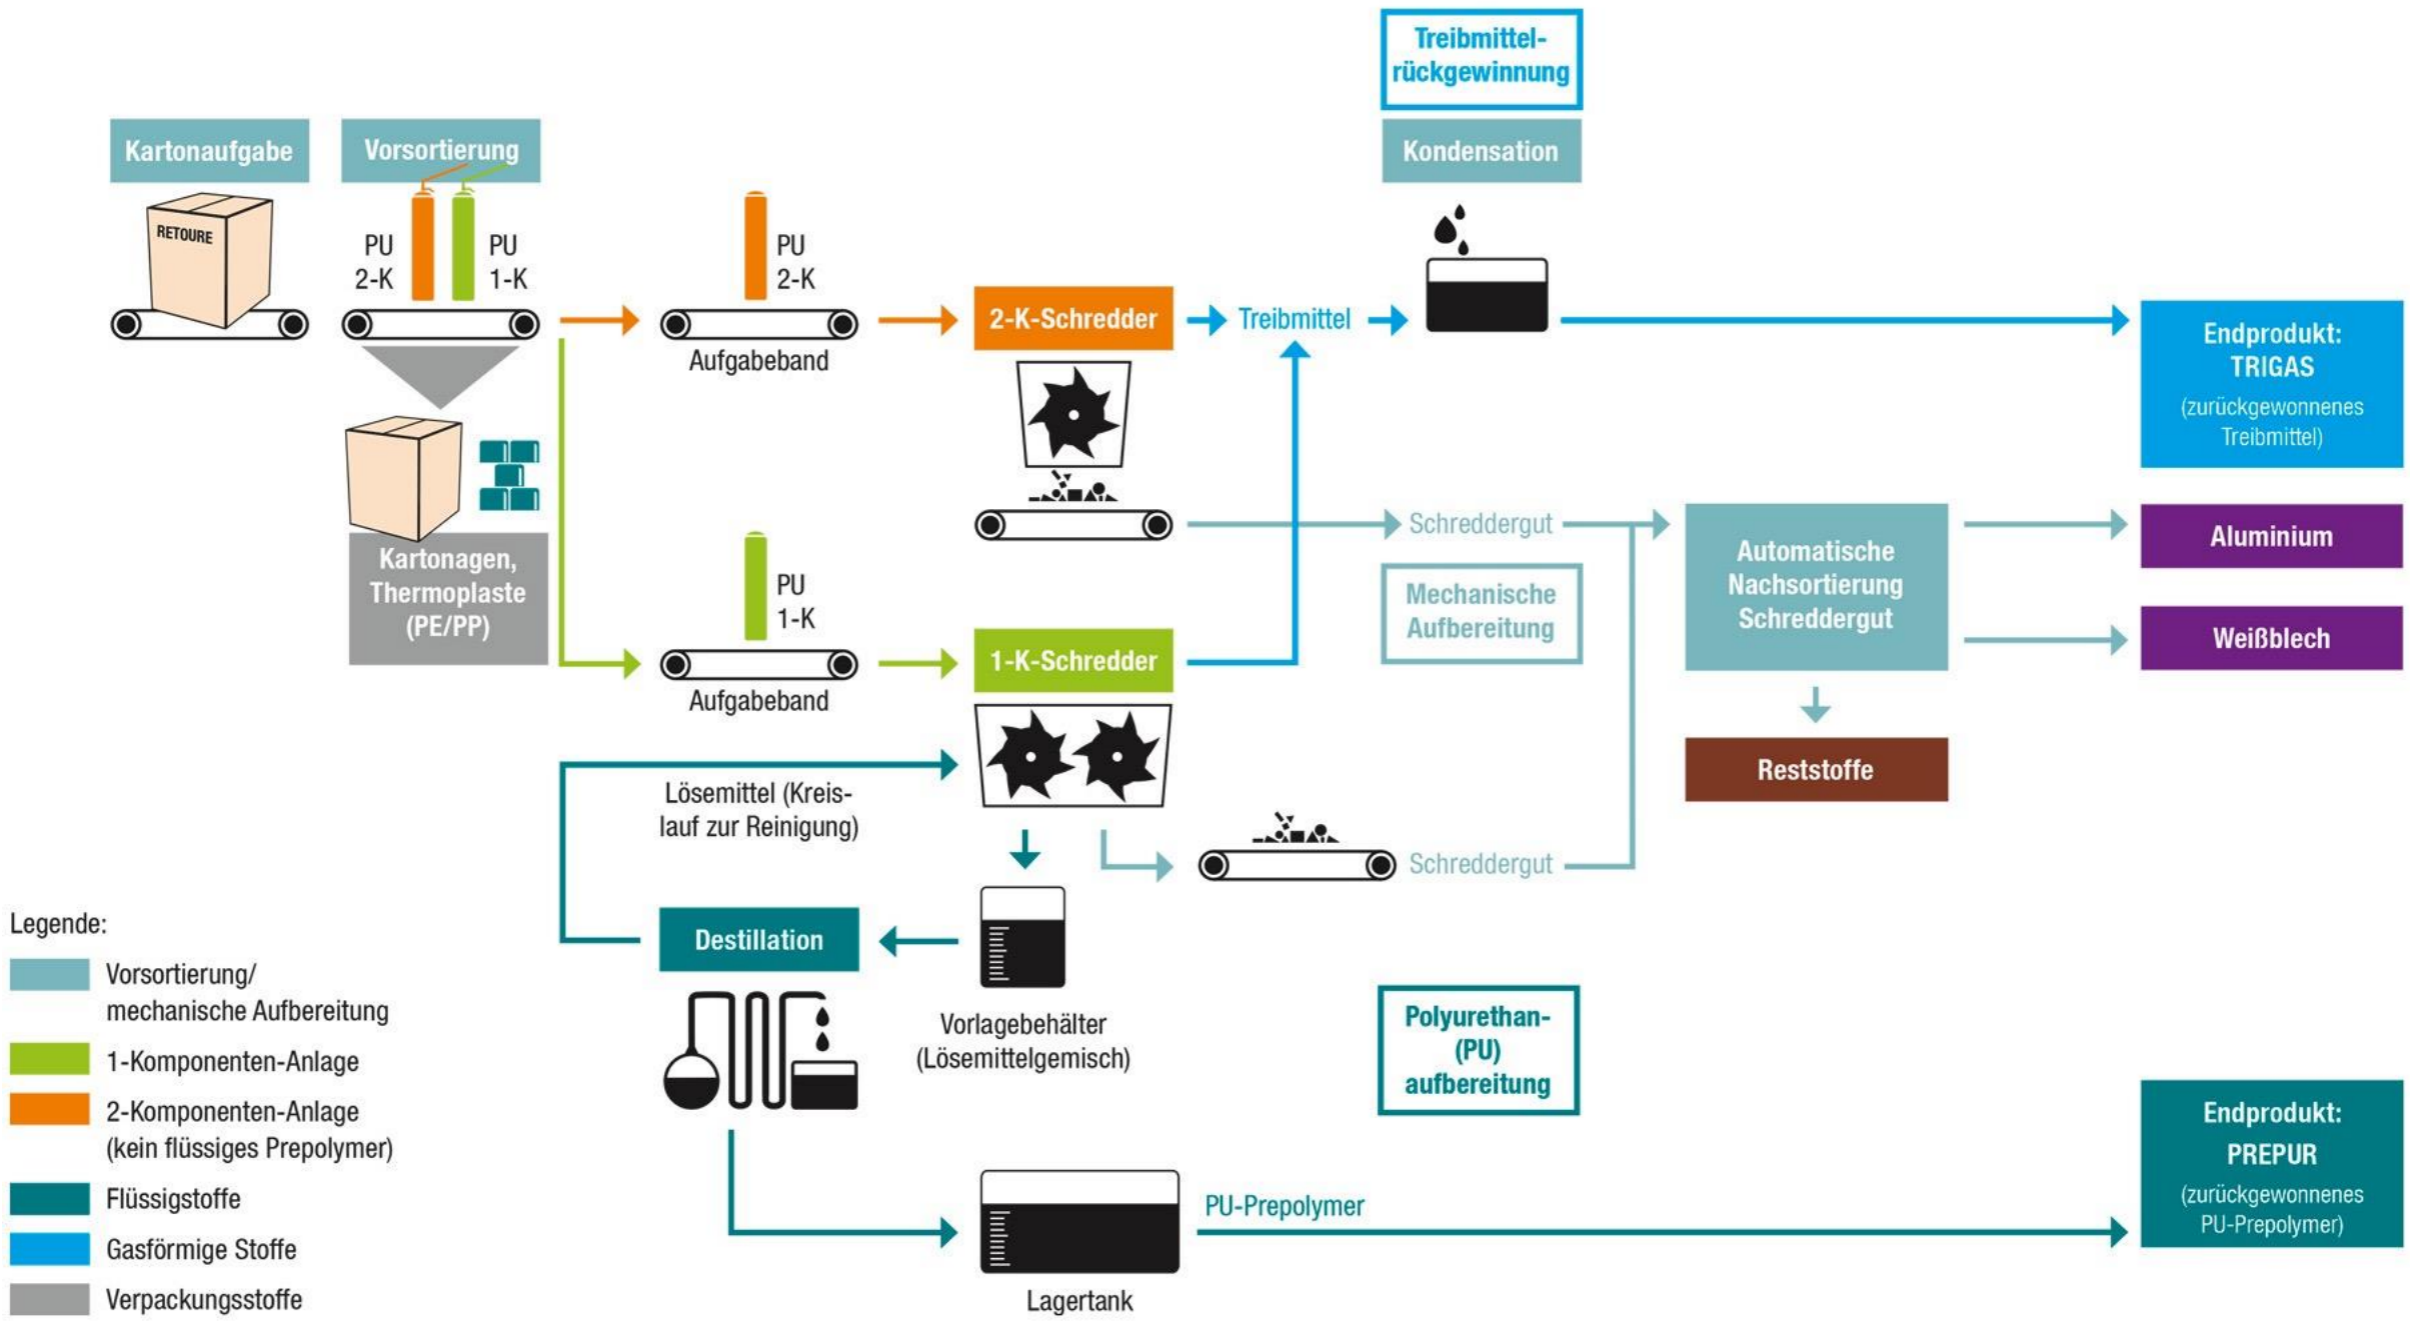 Treibmittel-
rückgewinnung
Kartonaufgabe
Vorsortierung
Kondensation
RETOURE
PU
2-K
PU
1-K
PU
2-K
Aufgabeband
2-K-Schredder
Treibmittel
Endprodukt:
TRIGAS
(zurückgewonnenes
Treibmittel)
Kartonagen,
Thermoplaste
(PE/PP)
Schreddergut
Automatische
Nachsortierung
Schreddergut
Aluminium
Weißblech
Mechanische
Aufbereitung
PU
1-K
Aufgabeband
1-K-Schredder
Reststoffe
Lösemittel (Kreis-
lauf zur Reinigung)
Schreddergut
Destillation
Vorlagebehälter
(Lösemittelgemisch)
Polyurethan-
(PU)
aufbereitung
Lagertank
PU-Prepolymer
Endprodukt:
PREPUR
(zurückgewonnenes
PU-Prepolymer)
Legende:
Vorsortierung/
mechanische Aufbereitung
1-Komponenten-Anlage
2-Komponenten-Anlage
(kein flüssiges Prepolymer)
Flüssigstoffe
Gasförmige Stoffe
Verpackungsstoffe